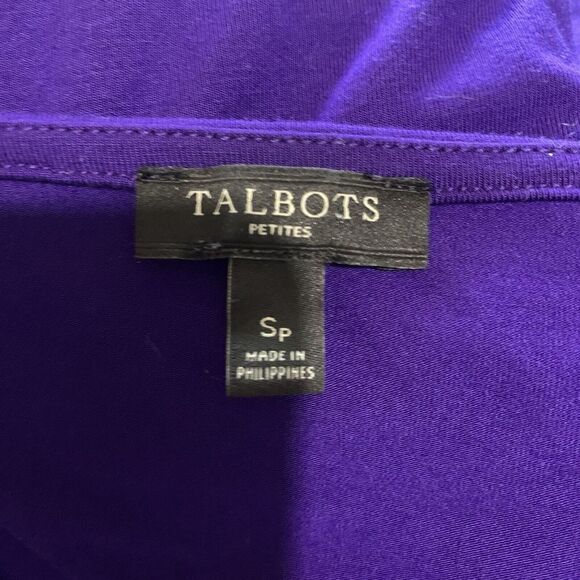 TALBOTS
PETITES
SP
MADE IN
PHILIPPINES